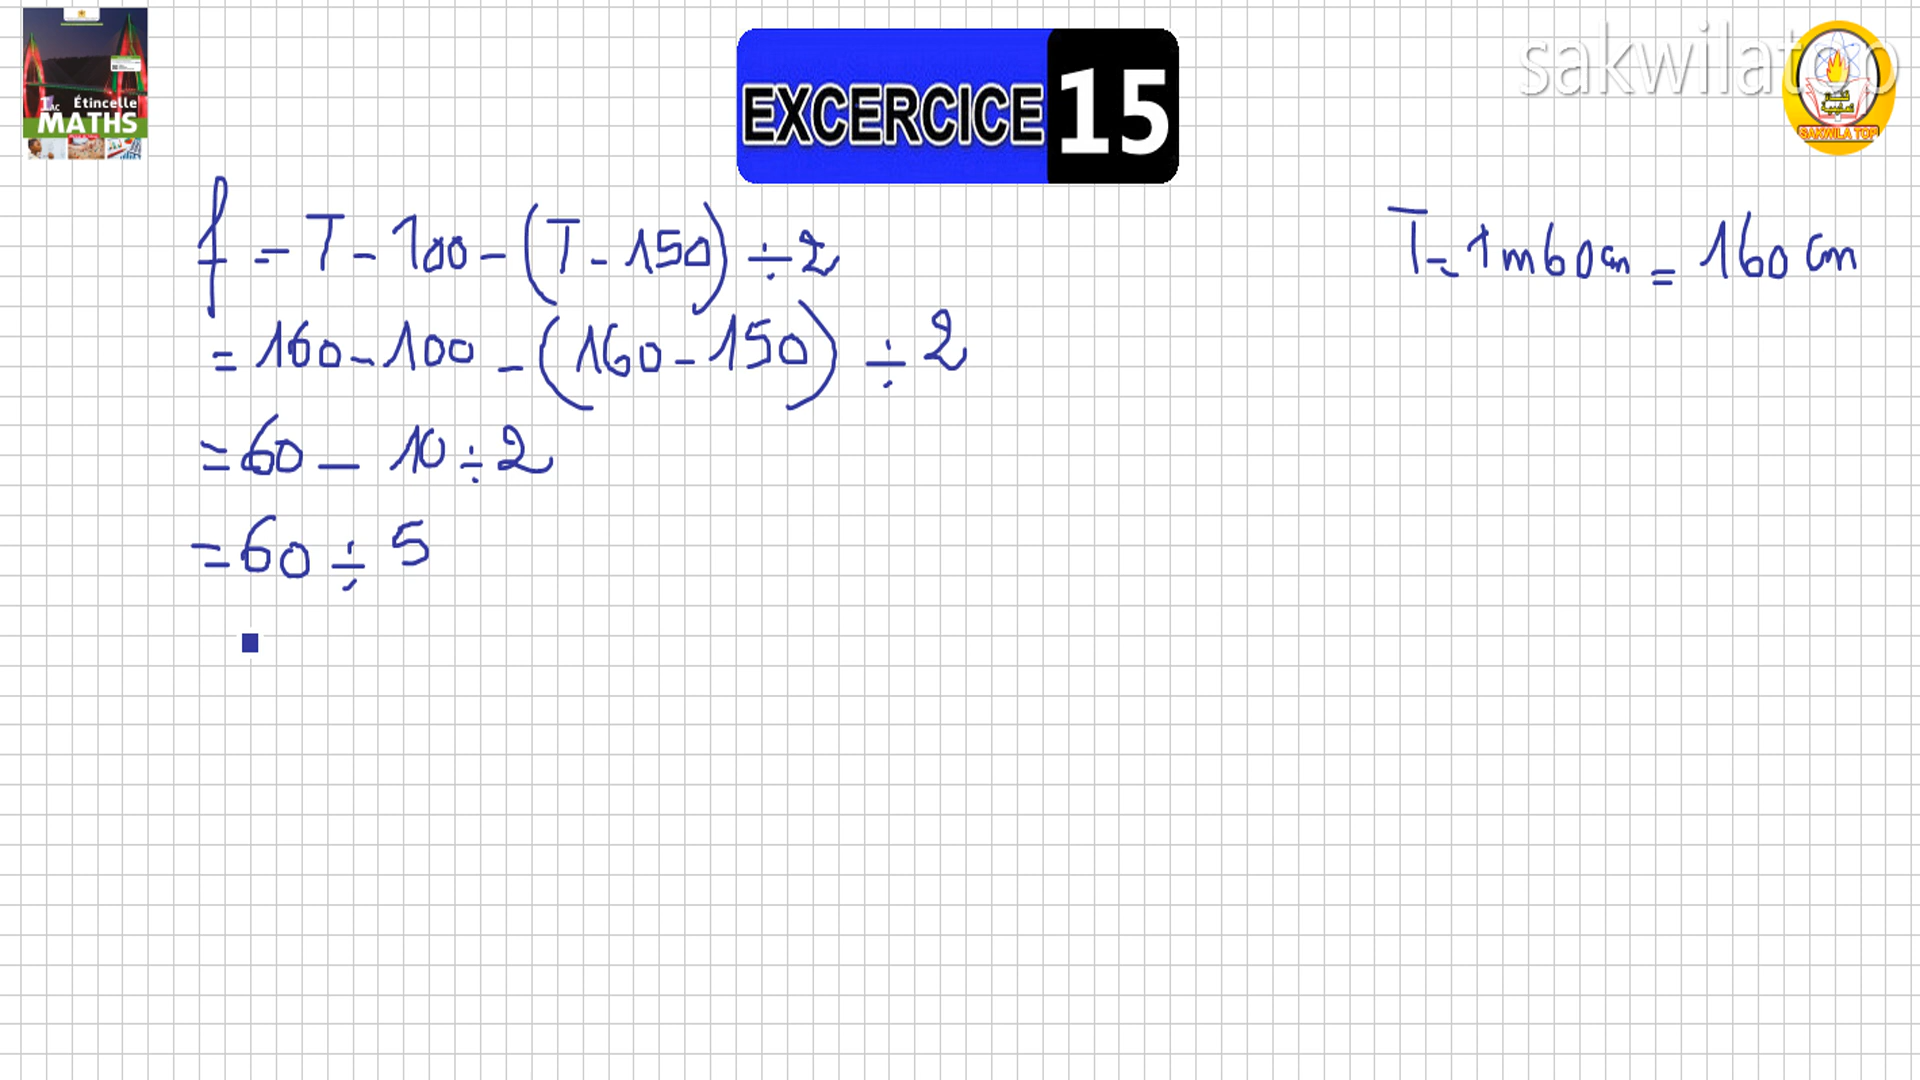 1AC Étincelle
MATHS
EXCERCICE 15
sakwilatop
SAKWILA TOP
f = T - 100 - (T - 150) ÷ 2
T = 1m60cm = 160 cm
= 160 - 100 - (160 - 150) ÷ 2
= 60 - 10 ÷ 2
= 60 ÷ 5